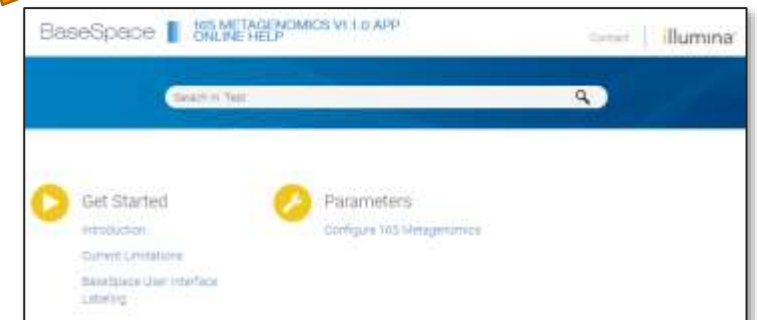 BaseSpace
16S METAGENOMICS V1.1.0 APP
ONLINE HELP
Contact
illumina
Search in Text
Get Started
Parameters
Introduction
Configure 16S Metagenomics
Current Limitations
BaseSpace User Interface
Labeling